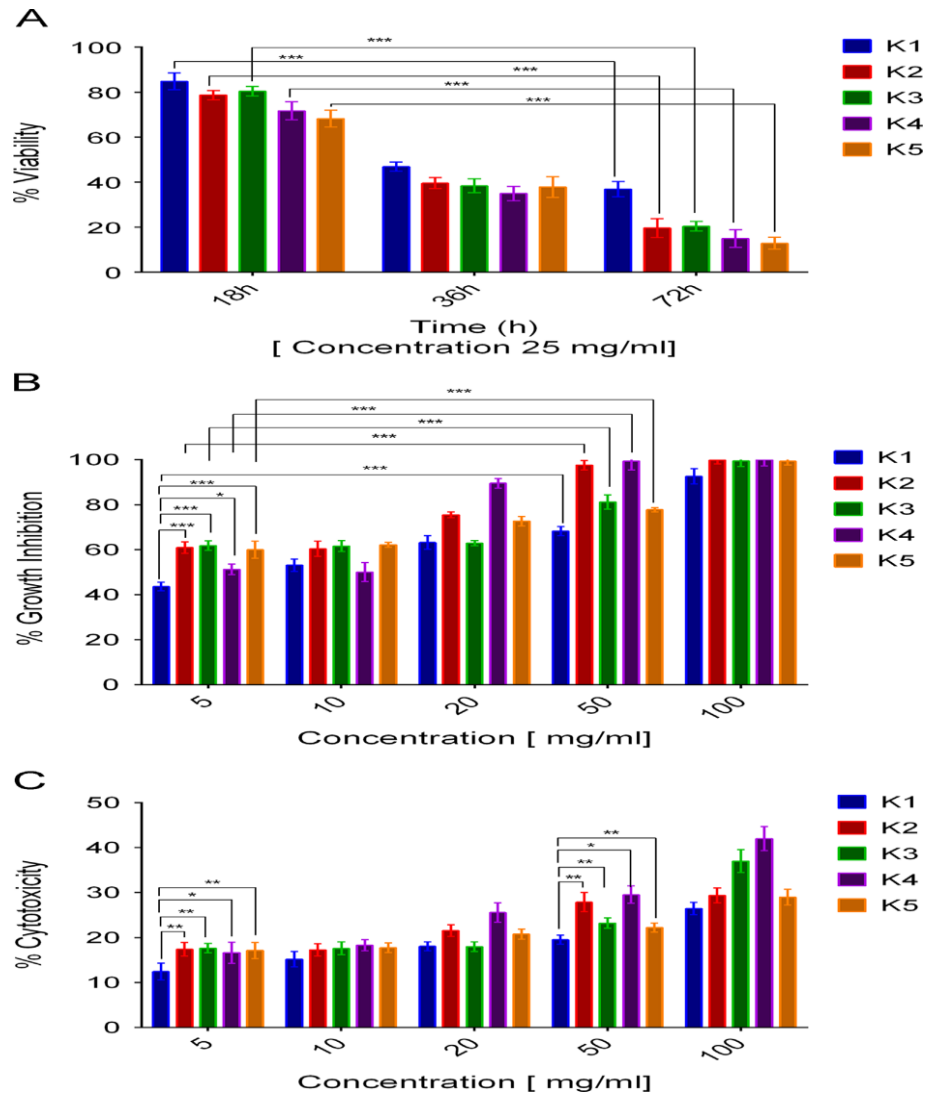 A
***
***
***
***
***
K1
K2
K3
K4
K5
% Viability
100
80
60
40
20
0
18h
36h
72h
Time (h)
[ Concentration 25 mg/ml]
B
***
***
***
***
***
***
*
***
***
K1
K2
K3
K4
K5
% Growth Inhibition
100
80
60
40
20
0
5
10
20
50
100
Concentration [ mg/ml]
C
**
*
**
**
**
*
**
**
K1
K2
K3
K4
K5
% Cytotoxicity
50
40
30
20
10
0
5
10
20
50
100
Concentration [ mg/ml]